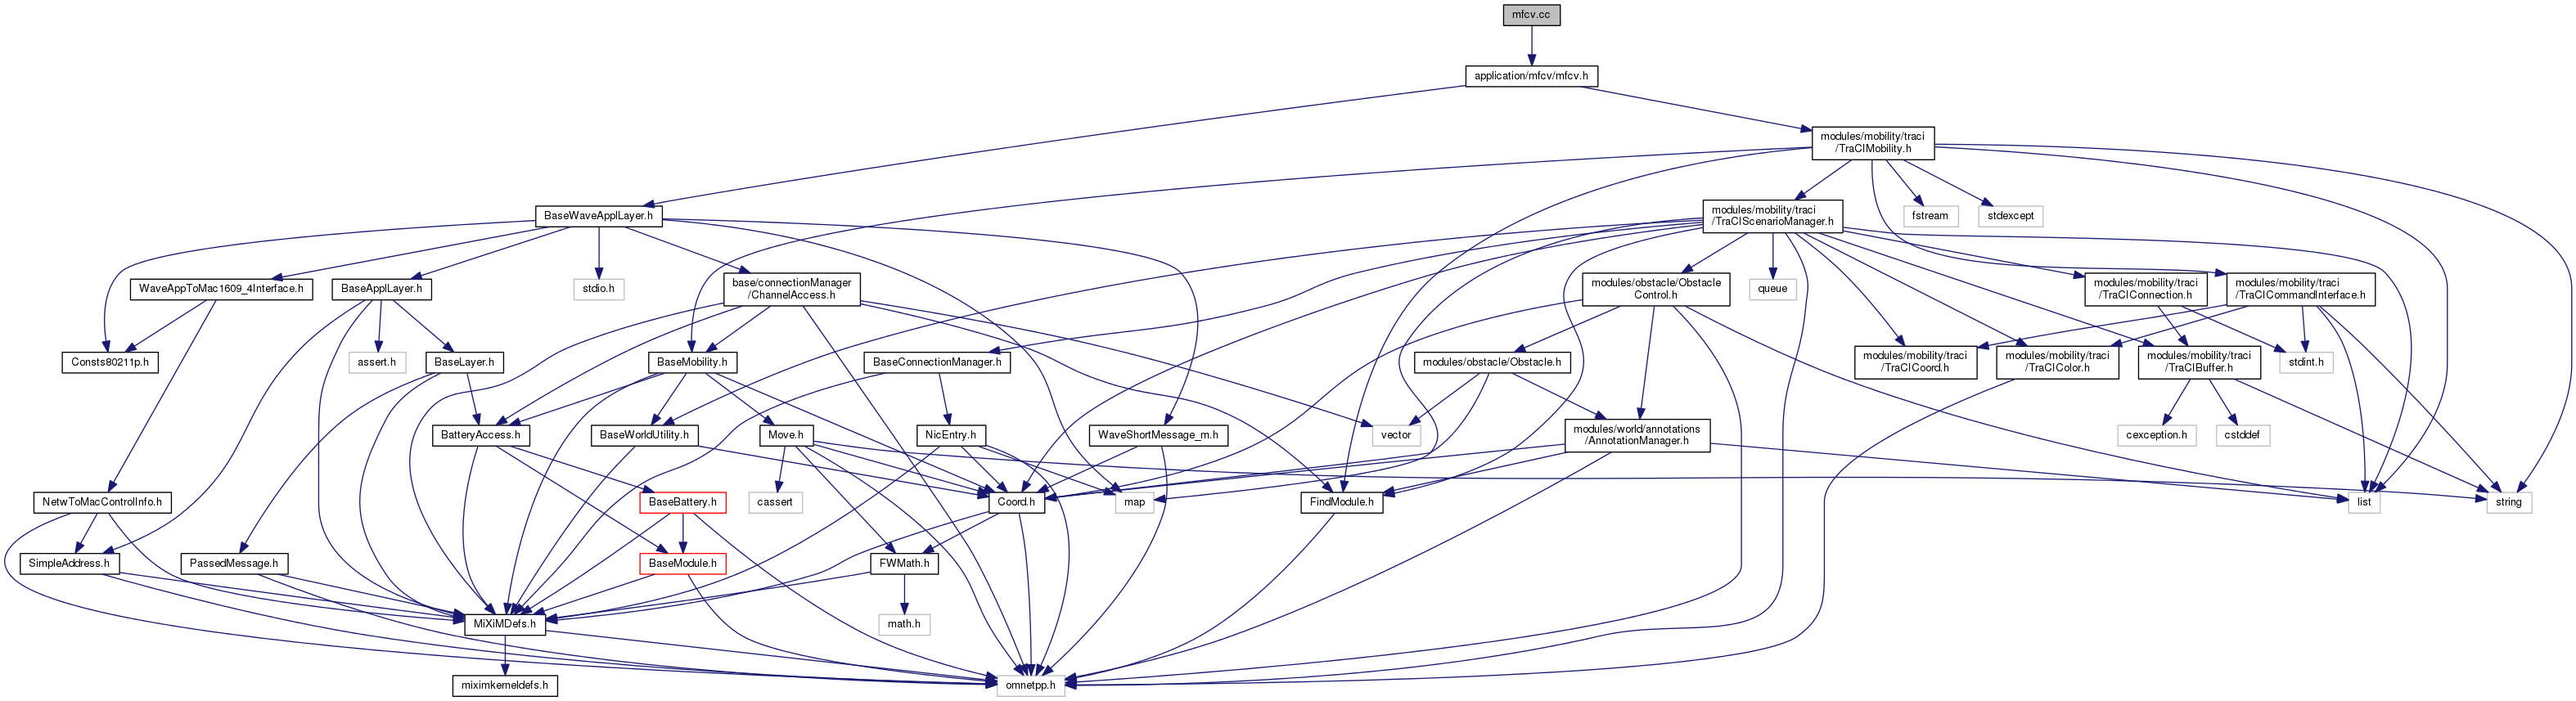 mfcv.cc
application/mfcv/mfcv.h
modules/mobility/traci
/TraCIMobility.h
BaseWaveApplLayer.h
modules/mobility/traci
/TraCIScenarioManager.h
fstream
stdexcept
WaveAppToMac1609_4Interface.h
BaseApplLayer.h
stdio.h
base/connectionManager
/ChannelAccess.h
modules/obstacle/Obstacle
Control.h
queue
modules/mobility/traci
/TraCIConnection.h
modules/mobility/traci
/TraCICommandInterface.h
Consts80211p.h
assert.h
BaseLayer.h
BaseMobility.h
BaseConnectionManager.h
modules/obstacle/Obstacle.h
modules/mobility/traci
/TraCICoord.h
modules/mobility/traci
/TraCIColor.h
modules/mobility/traci
/TraCIBuffer.h
stdint.h
BatteryAccess.h
BaseWorldUtility.h
Move.h
NicEntry.h
WaveShortMessage_m.h
vector
modules/world/annotations
/AnnotationManager.h
cexception.h
cstddef
NetwToMacControlInfo.h
BaseBattery.h
cassert
Coord.h
map
FindModule.h
list
string
SimpleAddress.h
PassedMessage.h
BaseModule.h
FWMath.h
MiXiMDefs.h
math.h
miximkerneldefs.h
omnetpp.h